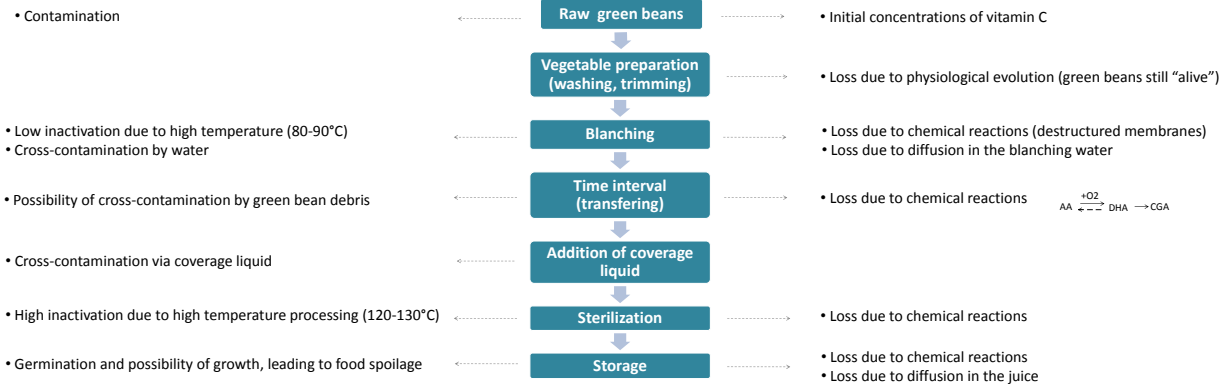 • Contamination
Raw green beans
• Initial concentrations of vitamin C
Vegetable preparation
(washing, trimming)
• Loss due to physiological evolution (green beans still “alive”)
• Low inactivation due to high temperature (80-90°C)
• Cross-contamination by water
Blanching
• Loss due to chemical reactions (destructured membranes)
• Loss due to diffusion in the blanching water
• Possibility of cross-contamination by green bean debris
Time interval
(transfering)
• Loss due to chemical reactions
+O2
AA DHA →CGA
• Cross-contamination via coverage liquid
Addition of coverage
liquid
• High inactivation due to high temperature processing (120-130°C)
Sterilization
• Loss due to chemical reactions
• Germination and possibility of growth, leading to food spoilage
Storage
• Loss due to chemical reactions
• Loss due to diffusion in the juice